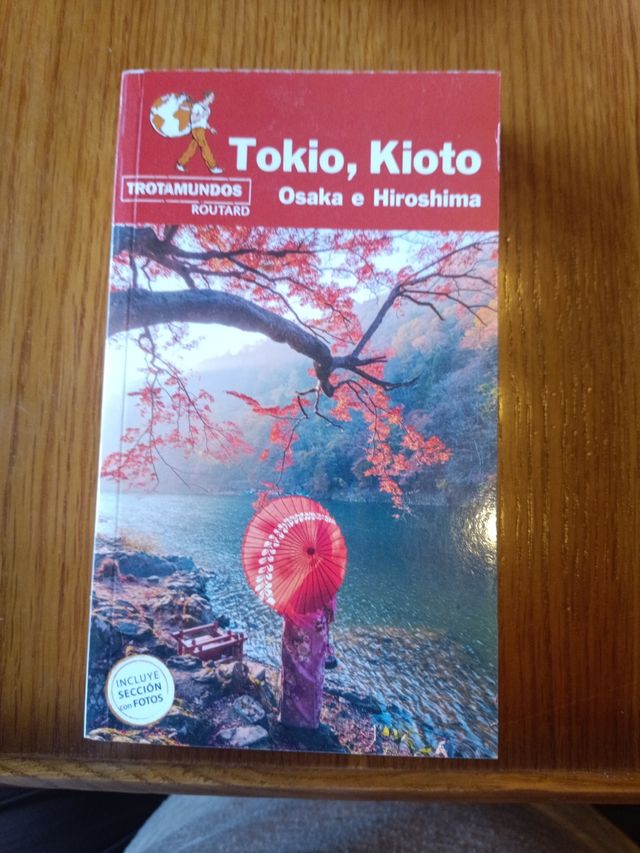 Tokio, Kioto
Osaka e Hiroshima
TROTAMUNDOS
ROUTARD
INCLUYE
SECCIÓN
con FOTOS